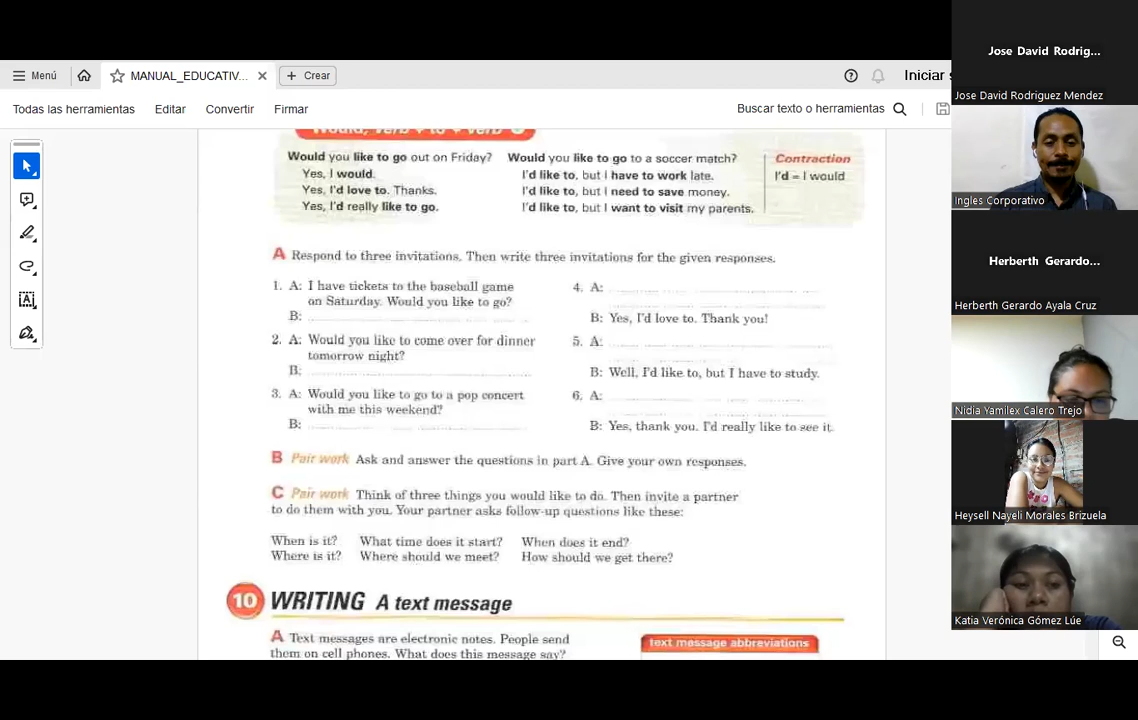 Menú
MANUAL_EDUCATIV...
Crear
Iniciar s
Todas las herramientas
Editar
Convertir
Firmar
Buscar texto o herramientas
Would, verb + to + verb
Would you like to go out on Friday?
Yes, I would.
Yes, I'd love to. Thanks.
Yes, I'd really like to go.
Would you like to go to a soccer match?
I'd like to, but I have to work late.
I'd like to, but I need to save money.
I'd like to, but I want to visit my parents.
Contraction
I'd = I would
A Respond to three invitations. Then write three invitations for the given responses.
1. A: I have tickets to the baseball game
on Saturday. Would you like to go?
B:
2. A: Would you like to come over for dinner
tomorrow night?
B:
3. A: Would you like to go to a pop concert
with me this weekend?
B:
4. A:
B: Yes, I'd love to. Thank you!
5. A:
B: Well, I'd like to, but I have to study.
6. A:
B: Yes, thank you. I'd really like to see it.
B Pair work Ask and answer the questions in part A. Give your own responses.
C Pair work Think of three things you would like to do. Then invite a partner
to do them with you. Your partner asks follow-up questions like these:
When is it? What time does it start? When does it end?
Where is it? Where should we meet? How should we get there?
10 WRITING A text message
A Text messages are electronic notes. People send
them on cell phones. What does this message say?
text message abbreviations
Jose David Rodrig...
Jose David Rodriguez Mendez
Ingles Corporativo
Herberth Gerardo...
Herberth Gerardo Ayala Cruz
Nidia Yamilex Calero Trejo
Heysell Nayeli Morales Brizuela
Katia Verónica Gómez Lúe